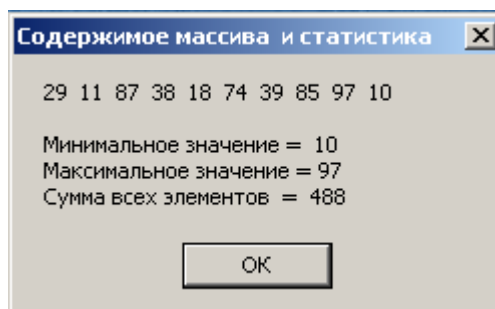 Содержимое массива и статистика
29 11 87 38 18 74 39 85 97 10
Минимальное значение = 10
Максимальное значение = 97
Сумма всех элементов = 488
OK